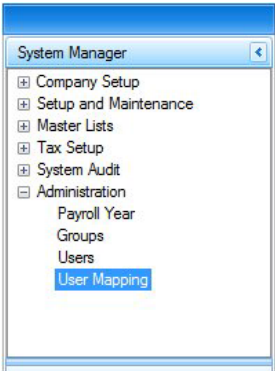 System Manager
Company Setup
Setup and Maintenance
Master Lists
Tax Setup
System Audit
Administration
Payroll Year
Groups
Users
User Mapping